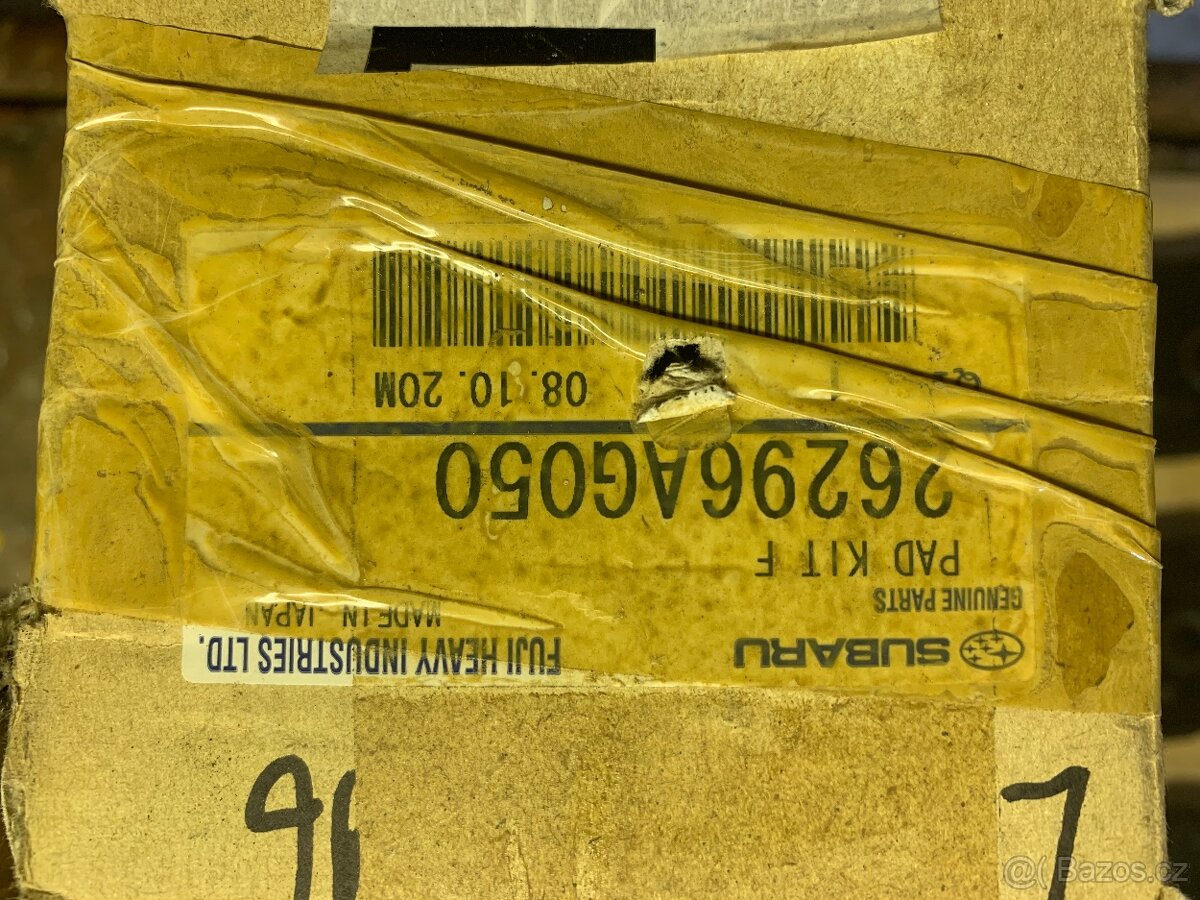 SUBARU FUJI HEAVY INDUSTRIES LTD.
GENUINE PARTS MADE IN JAPAN
PAD KIT F
26296AG050
08.10.20M
@( Bazos.cz